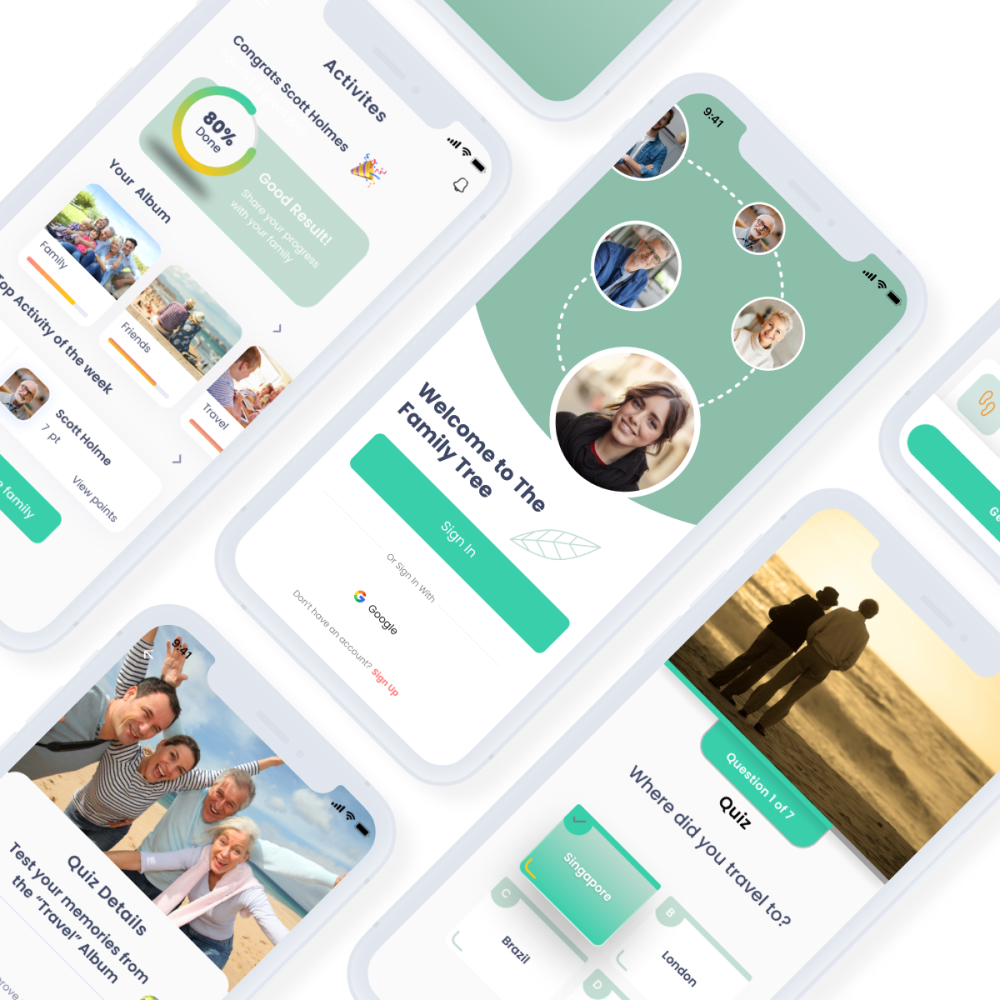 Activites
Congrats Scott Holmes
80%
Done
Good Result!
Share your progress
with your family
Your Album
Family
Friends
Travel
Top Activity of the week
Scott Holme
7 pt
View points
family
9:41
Welcome to The
Family Tree
Sign In
Or Sign In With
Google
Don't have an account? Sign Up
9:41
Quiz Details
Test your memories from
the “Travel” Album
Question 1 of 7
Quiz
Where did you travel to?
Singapore
B
London
C
Brazil
D